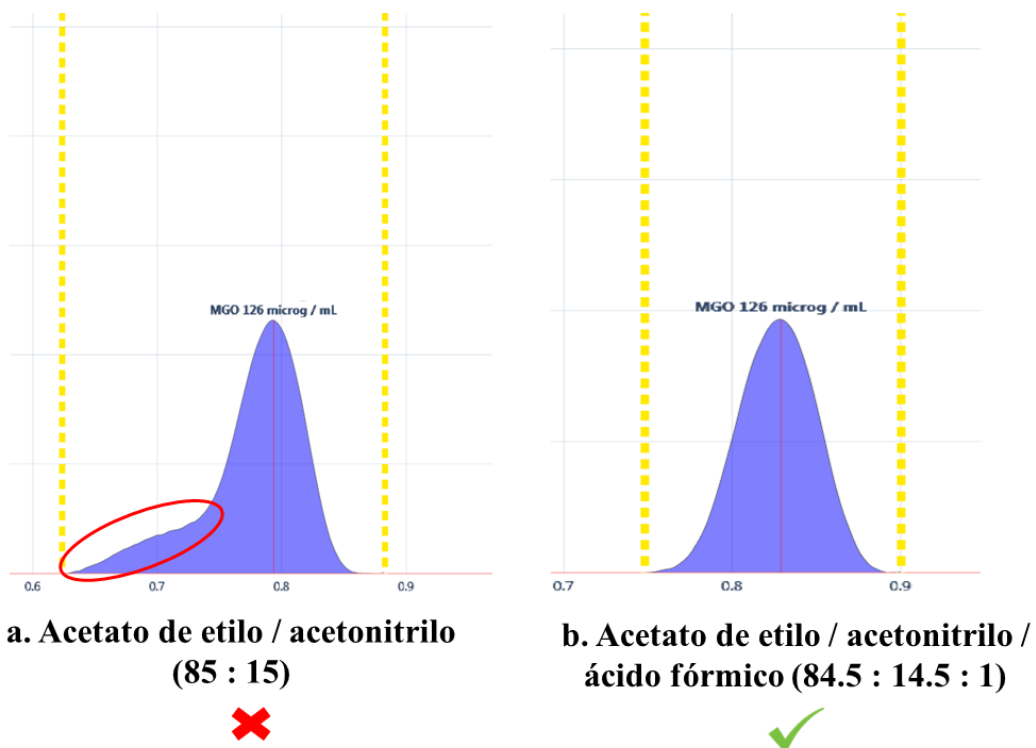 MGO 126 microg / mL
0.6 0.7 0.8 0.9
MGO 126 microg / mL
0.7 0.8 0.9
a. Acetato de etilo / acetonitrilo
(85 : 15)
b. Acetato de etilo / acetonitrilo /
ácido fórmico (84.5 : 14.5 : 1)